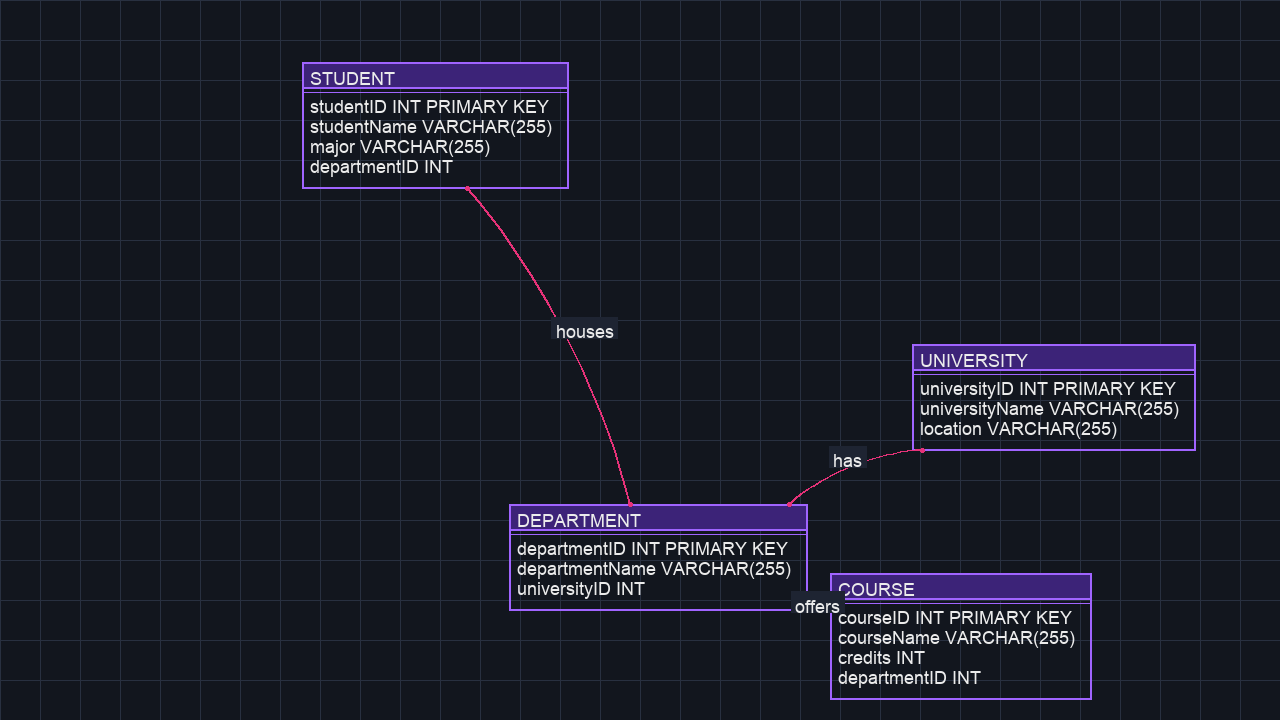 STUDENT
studentID INT PRIMARY KEY
studentName VARCHAR(255)
major VARCHAR(255)
departmentID INT
houses
UNIVERSITY
universityID INT PRIMARY KEY
universityName VARCHAR(255)
location VARCHAR(255)
has
DEPARTMENT
departmentID INT PRIMARY KEY
departmentName VARCHAR(255)
universityID INT
offers
COURSE
courseID INT PRIMARY KEY
courseName VARCHAR(255)
credits INT
departmentID INT